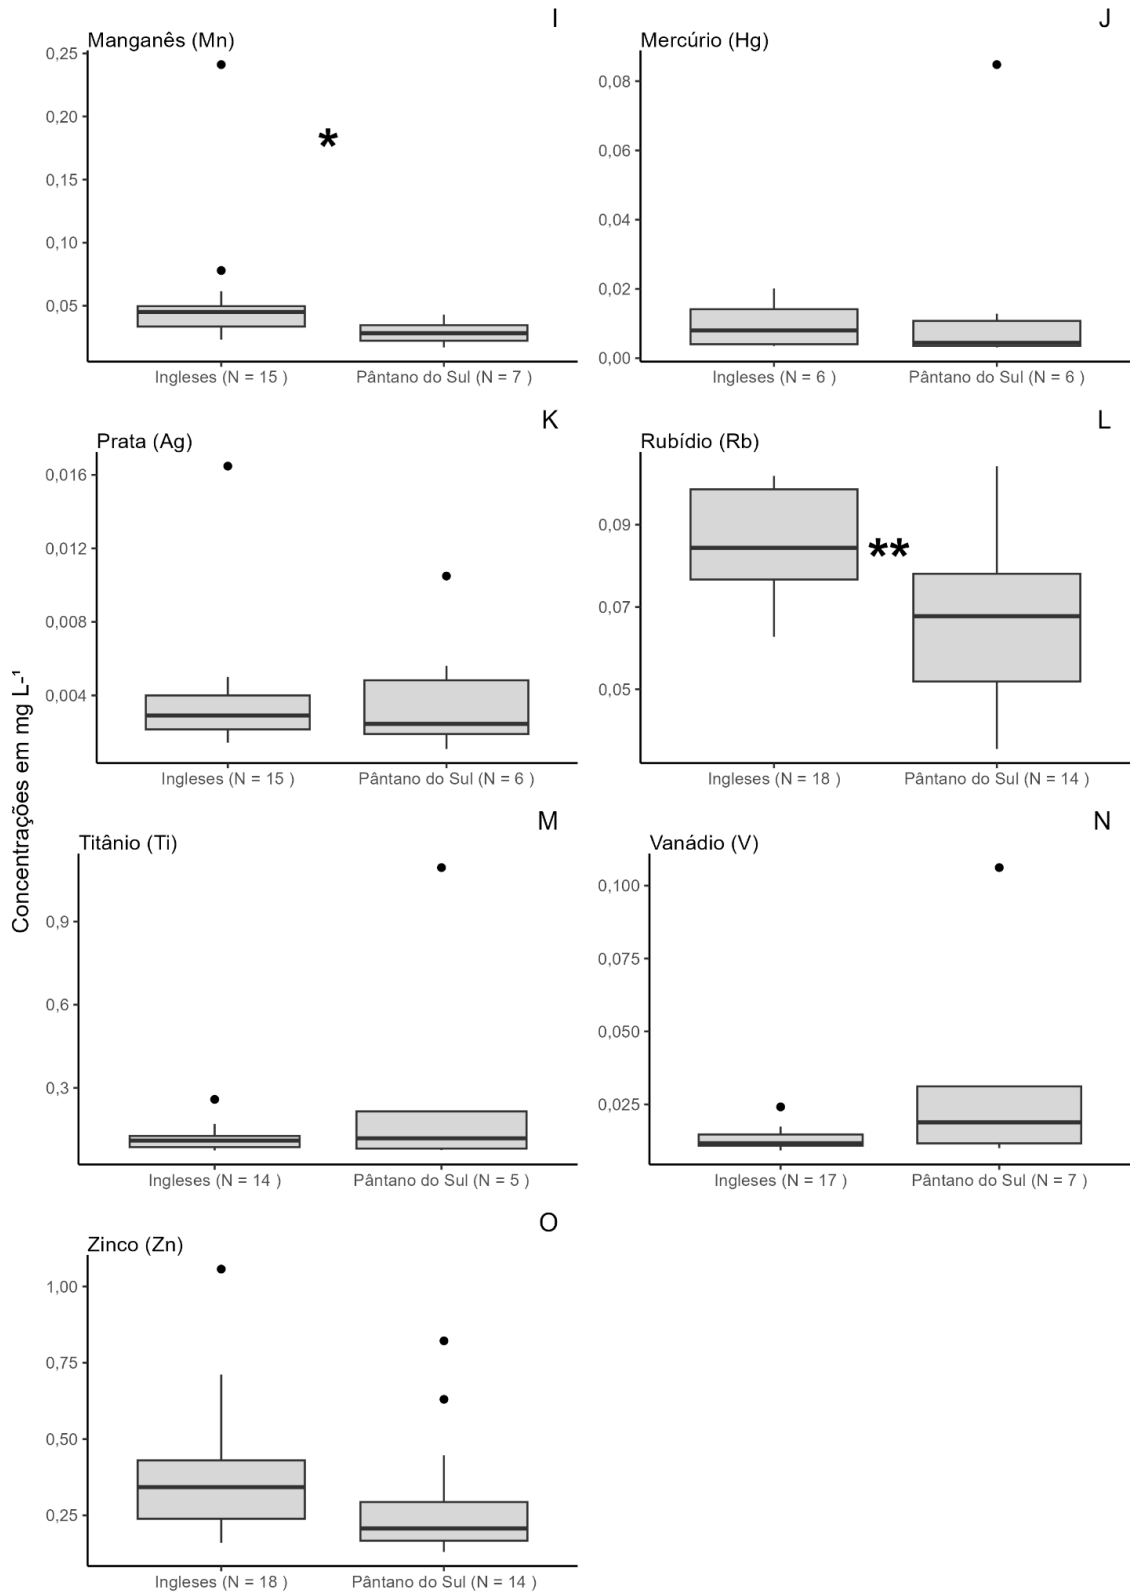 Concentrações em mg L-¹
I
Manganês (Mn)
0,25
0,20
0,15
0,10
0,05
*
Ingleses (N = 15 )
Pântano do Sul (N = 7 )
J
Mercúrio (Hg)
0,08
0,06
0,04
0,02
0,00
Ingleses (N = 6 )
Pântano do Sul (N = 6 )
K
Prata (Ag)
0,016
0,012
0,008
0,004
Ingleses (N = 15 )
Pântano do Sul (N = 6 )
L
Rubídio (Rb)
0,09
0,07
0,05
**
Ingleses (N = 18 )
Pântano do Sul (N = 14 )
M
Titânio (Ti)
0,9
0,6
0,3
Ingleses (N = 14 )
Pântano do Sul (N = 5 )
N
Vanádio (V)
0,100
0,075
0,050
0,025
Ingleses (N = 17 )
Pântano do Sul (N = 7 )
O
Zinco (Zn)
1,00
0,75
0,50
0,25
Ingleses (N = 18 )
Pântano do Sul (N = 14 )